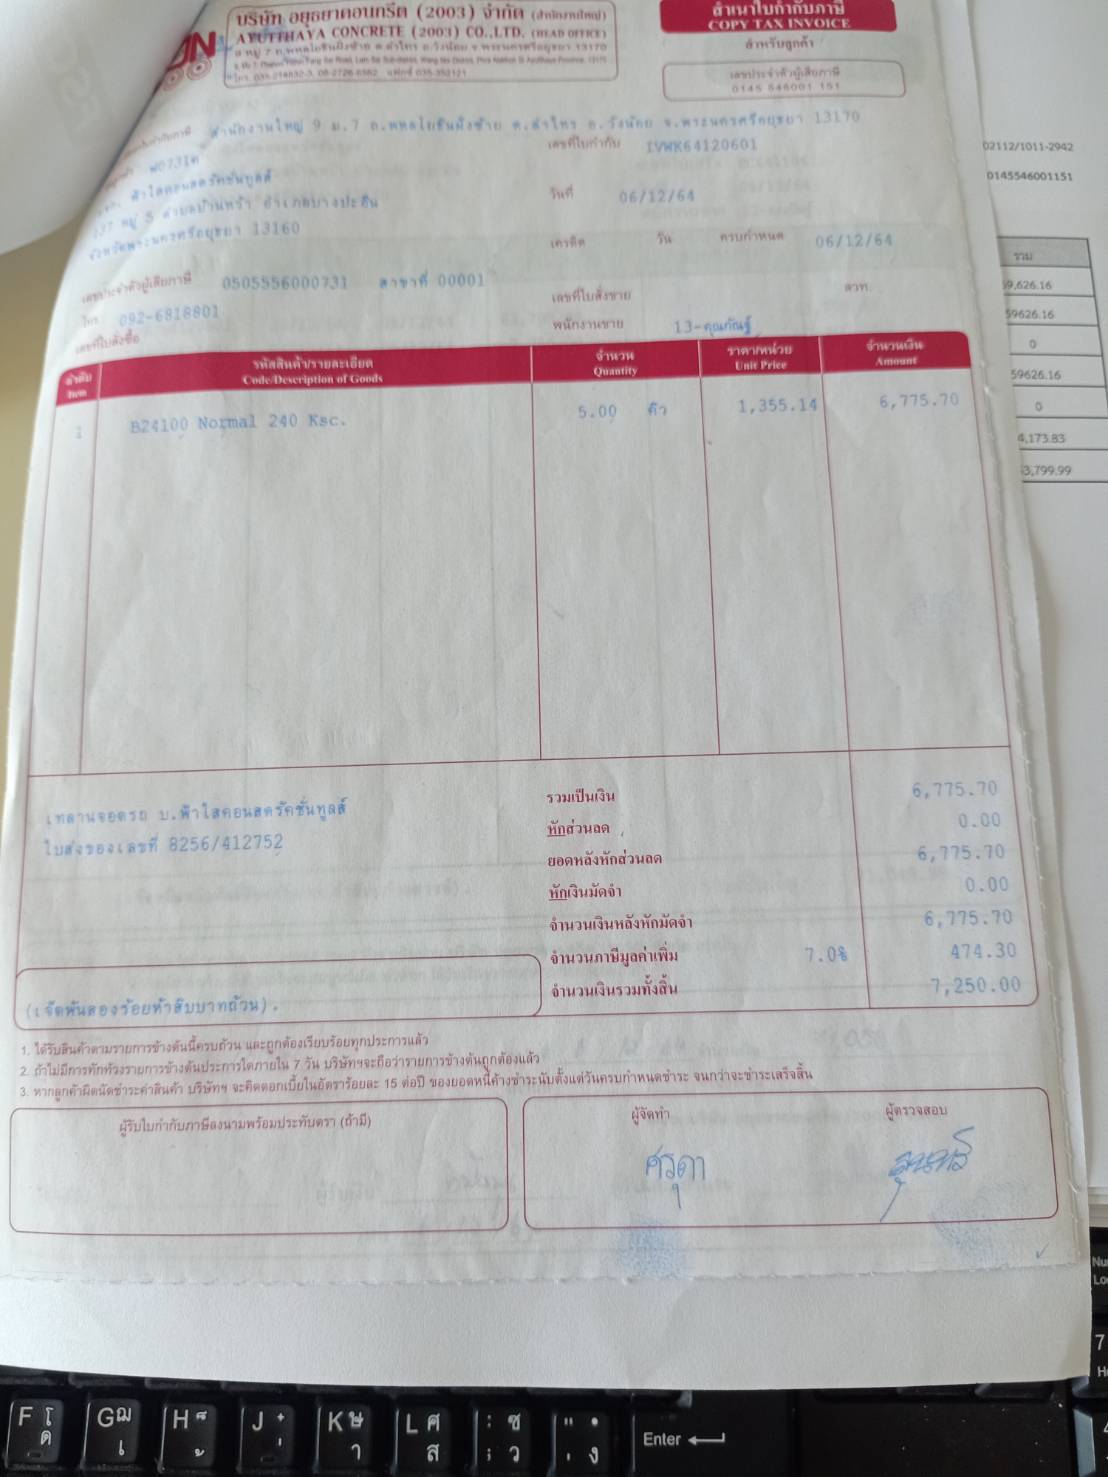 บริษัท อยุธยาคอนกรีต (2003) จำกัด (สำนักงานใหญ่)
AYUTTHAYA CONCRETE (2003) CO.,LTD. (HEAD OFFICE)
9 หมู่ 7 ถ.พหลโยธินฝั่งซ้าย ต.ลำไทร อ.วังน้อย จ.พระนครศรีอยุธยา 13170
สำเนาใบกำกับภาษี
COPY TAX INVOICE
สำหรับลูกค้า
เลขประจำตัวผู้เสียภาษี
0145 546001 151
สำนักงานใหญ่ 9 ม.7 ถ.พหลโยธินฝั่งซ้าย ต.ลำไทร อ.วังน้อย จ.พระนครศรีอยุธยา 13170
เลขที่ใบกำกับ IVWK64120601
วันที่ 06/12/64
ฟ้าใสคอนสตรัคชั่นทูลส์
137 หมู่ 5 ตำบลบ้านหว้า อำเภอบางปะอิน
จังหวัดพระนครศรีอยุธยา 13160
เครดิต วัน ครบกำหนด 06/12/64
เลขประจำตัวผู้เสียภาษี 0505556000731 สาขาที่ 00001
เลขที่ใบสั่งขาย
โทร. 092-6818801
พนักงานขาย
เลขที่ใบสั่งซื้อ
ลำดับ รหัสสินค้า/รายละเอียด จำนวน ราคา/หน่วย จำนวนเงิน
Item Code/Description of Goods Quantity Unit Price Amount
1 B24100 Normal 240 Ksc. 5.00 คิว 1,355.14 6,775.70
เทลานจอดรถ บ.ฟ้าใสคอนสตรัคชั่นทูลส์
ใบส่งของเลขที่ 8256/412752
รวมเป็นเงิน 6,775.70
หักส่วนลด 0.00
ยอดหลังหักส่วนลด 6,775.70
หักเงินมัดจำ 0.00
จำนวนเงินหลังหักมัดจำ 6,775.70
จำนวนภาษีมูลค่าเพิ่ม 7.0% 474.30
จำนวนเงินรวมทั้งสิ้น 7,250.00
(เจ็ดพันสองร้อยห้าสิบบาทถ้วน).
1. ได้รับสินค้าตามรายการข้างต้นนี้ครบถ้วน และถูกต้องเรียบร้อยทุกประการแล้ว
2. ถ้าไม่มีการทักท้วงรายการข้างต้นประการใดภายใน 7 วัน บริษัทฯจะถือว่ารายการข้างต้นถูกต้องแล้ว
3. หากลูกค้าผิดนัดชำระค่าสินค้า บริษัทฯ จะคิดดอกเบี้ยในอัตราร้อยละ 15 ต่อปี ของยอดหนี้ค้างชำระนับตั้งแต่วันครบกำหนดชำระ จนกว่าจะชำระเสร็จสิ้น
ผู้รับใบกำกับภาษีลงนามพร้อมประทับตรา (ถ้ามี)
ผู้จัดทำ
ผู้ตรวจสอบ
02112/1011-2942
0145546001151
รวม
9,626.16
59626.16
0
59626.16
0
4,173.83
3,799.99
F G H J K L Enter